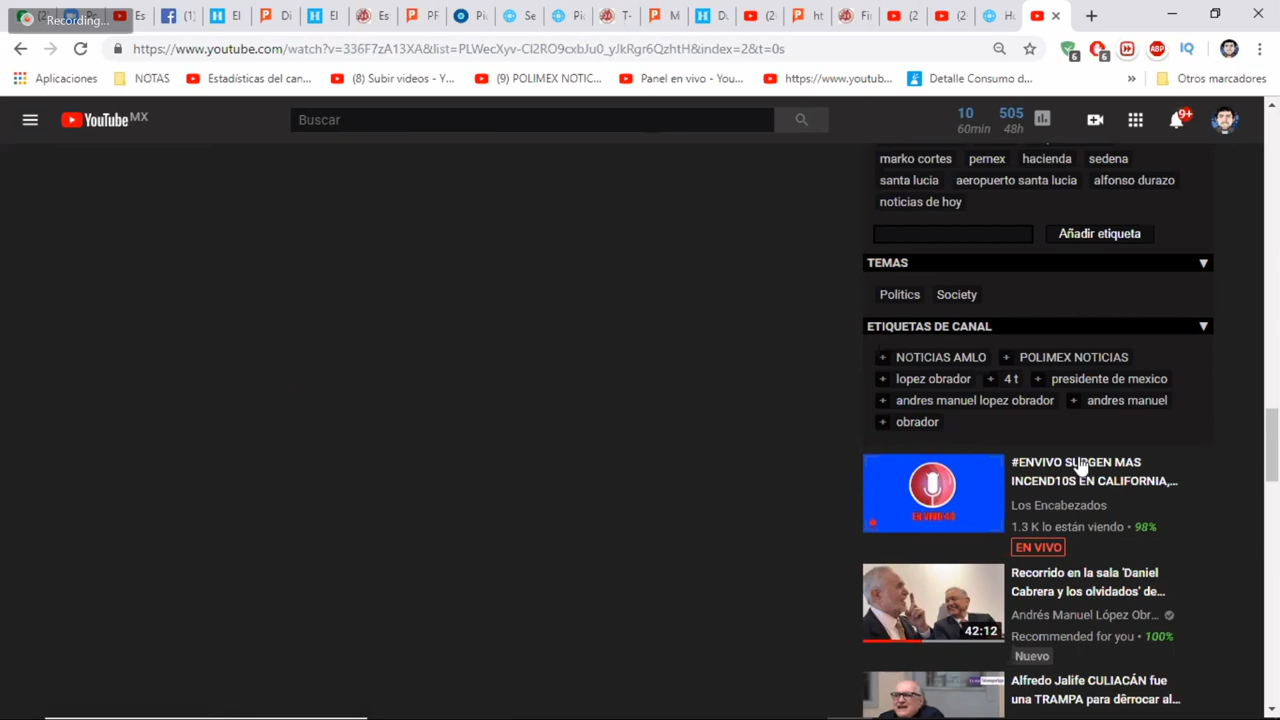 Recording...
https://www.youtube.com/watch?v=336F7zA13XA&list=PLWecXyv-Cl2RO9cxbJu0_yJkRgr6QzhtH&index=2&t=0s
Aplicaciones NOTAS Estadísticas del can... (8) Subir videos - Y... (9) POLIMEX NOTIC... Panel en vivo - You... https://www.youtub... Detalle Consumo d... » Otros marcadores
YouTube MX Buscar 10 60min 505 48h 9+
marko cortes pemex hacienda sedena
santa lucia aeropuerto santa lucia alfonso durazo
noticias de hoy
Añadir etiqueta
TEMAS ▼
Politics Society
ETIQUETAS DE CANAL ▼
+ NOTICIAS AMLO + POLIMEX NOTICIAS
+ lopez obrador + 4 t + presidente de mexico
+ andres manuel lopez obrador + andres manuel
+ obrador
#ENVIVO SURGEN MAS
INCEND10S EN CALIFORNIA,...
Los Encabezados
1.3 K lo están viendo • 98%
EN VIVO
Recorrido en la sala 'Daniel
Cabrera y los olvidados' de...
Andrés Manuel López Obr...
42:12
Recommended for you • 100%
Nuevo
Alfredo Jalife CULIACÁN fue
una TRAMPA para dērrocar al...